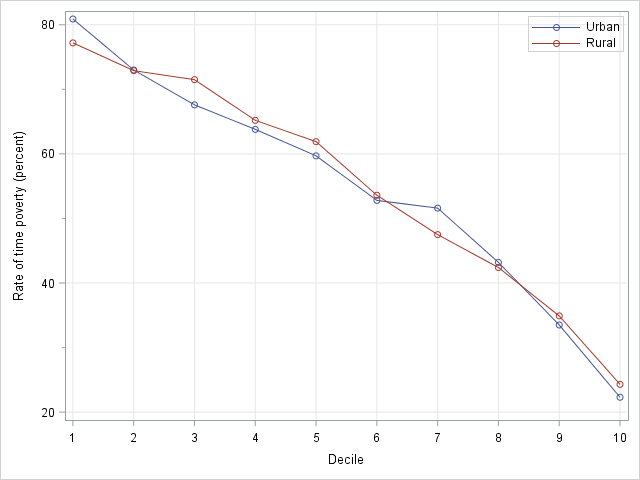 Urban
Rural
80
60
40
20
Rate of time poverty (percent)
1 2 3 4 5 6 7 8 9 10
Decile